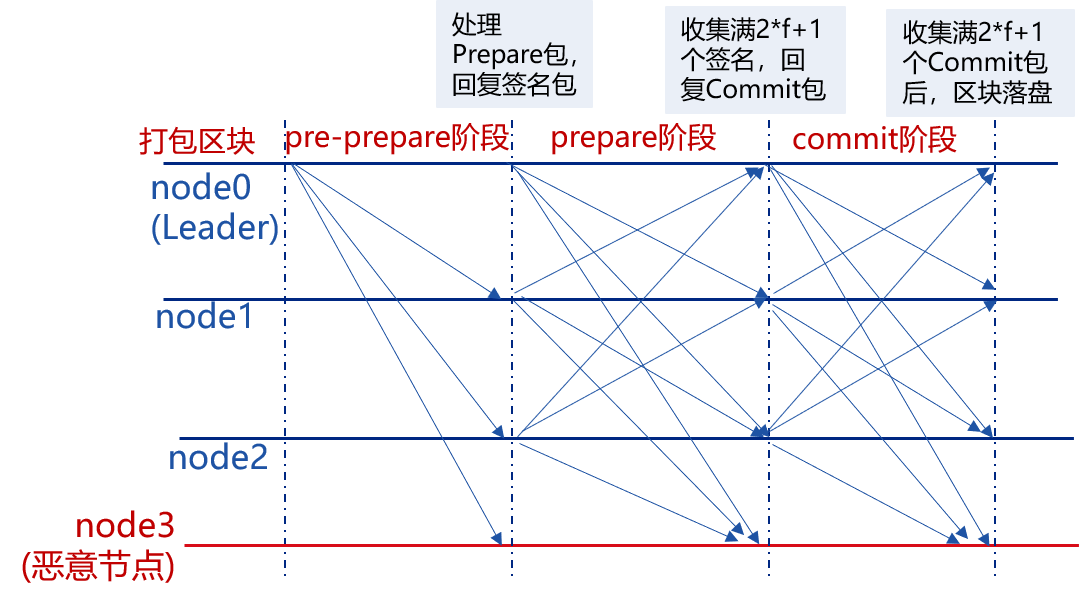 处理
Prepare包，
回复签名包
收集满2*f+1
个签名，回
复Commit包
收集满2*f+1
个Commit包
后，区块落盘
打包区块
pre-prepare阶段
prepare阶段
commit阶段
node0
(Leader)
node1
node2
node3
(恶意节点)